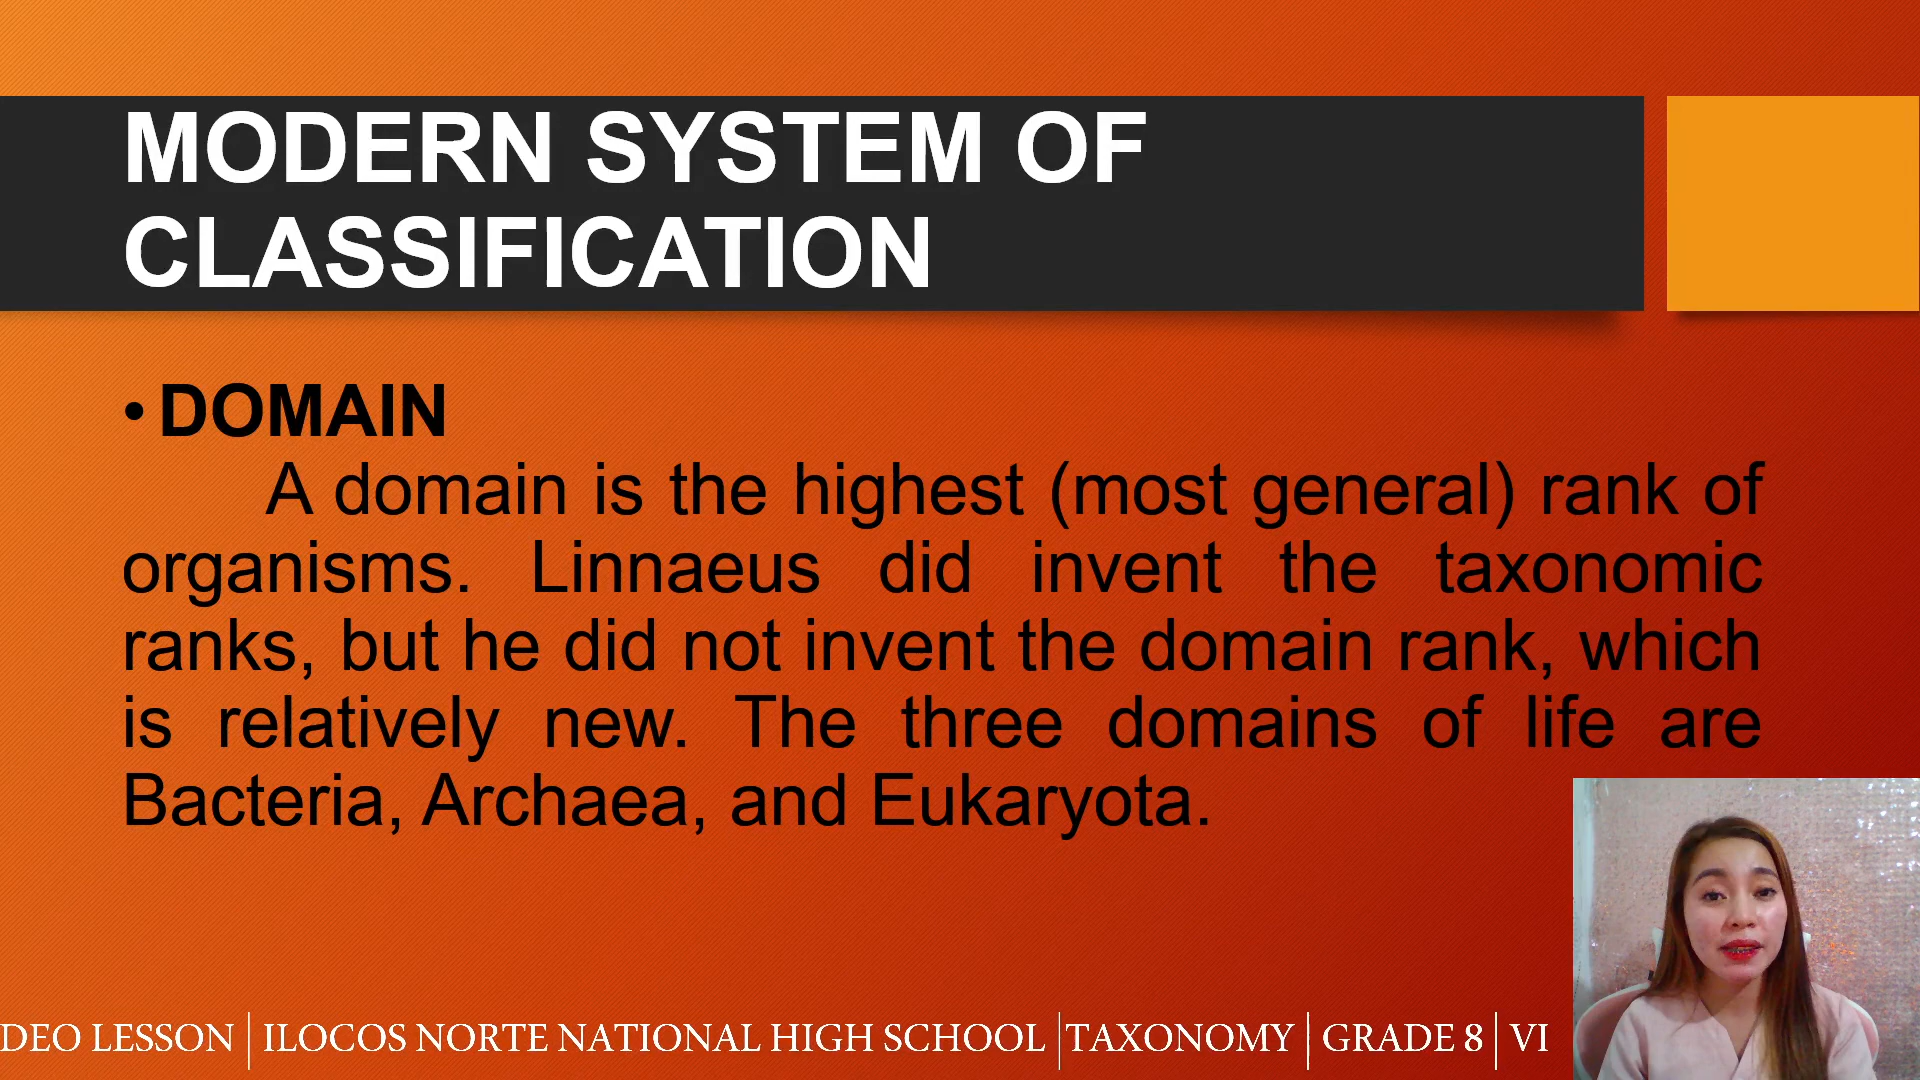 MODERN SYSTEM OF
CLASSIFICATION
• DOMAIN
A domain is the highest (most general) rank of
organisms. Linnaeus did invent the taxonomic
ranks, but he did not invent the domain rank, which
is relatively new. The three domains of life are
Bacteria, Archaea, and Eukaryota.
DEO LESSON | ILOCOS NORTE NATIONAL HIGH SCHOOL | TAXONOMY | GRADE 8 | VI